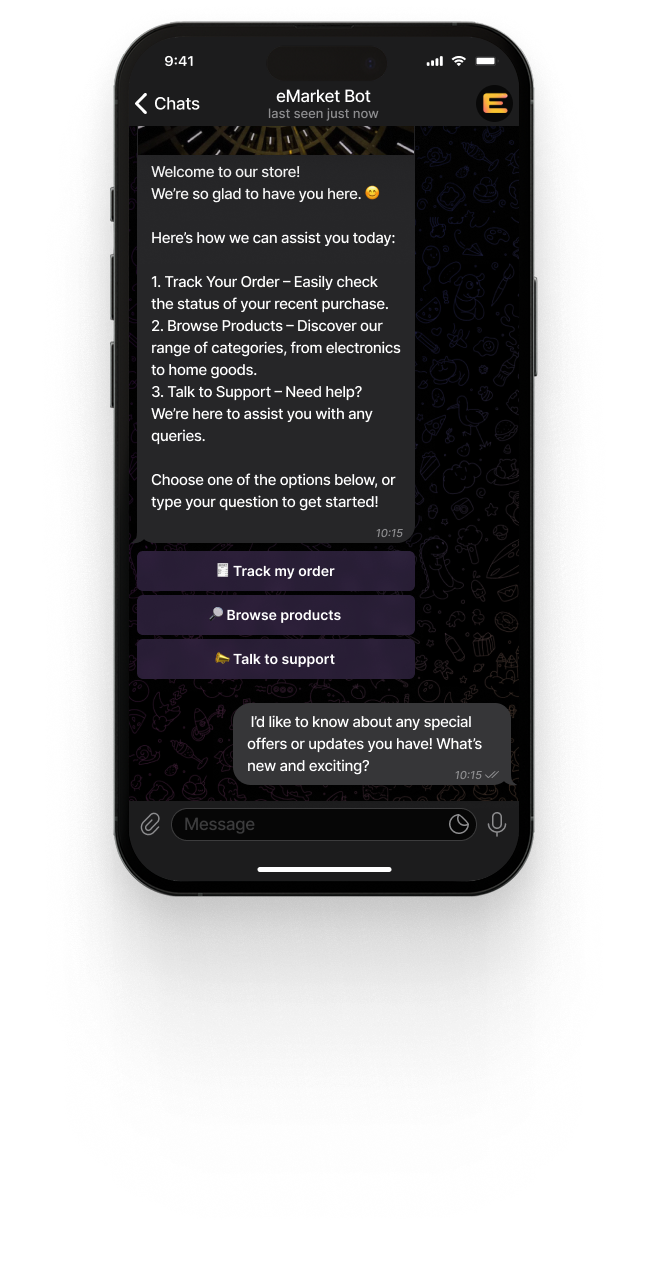 9:41
Chats
eMarket Bot
last seen just now
E
Welcome to our store!
We’re so glad to have you here. 😊
Here’s how we can assist you today:
1. Track Your Order – Easily check
the status of your recent purchase.
2. Browse Products – Discover our
range of categories, from electronics
to home goods.
3. Talk to Support – Need help?
We’re here to assist you with any
queries.
Choose one of the options below, or
type your question to get started!
10:15
Track my order
Browse products
Talk to support
I’d like to know about any special
offers or updates you have! What’s
new and exciting?
10:15
Message